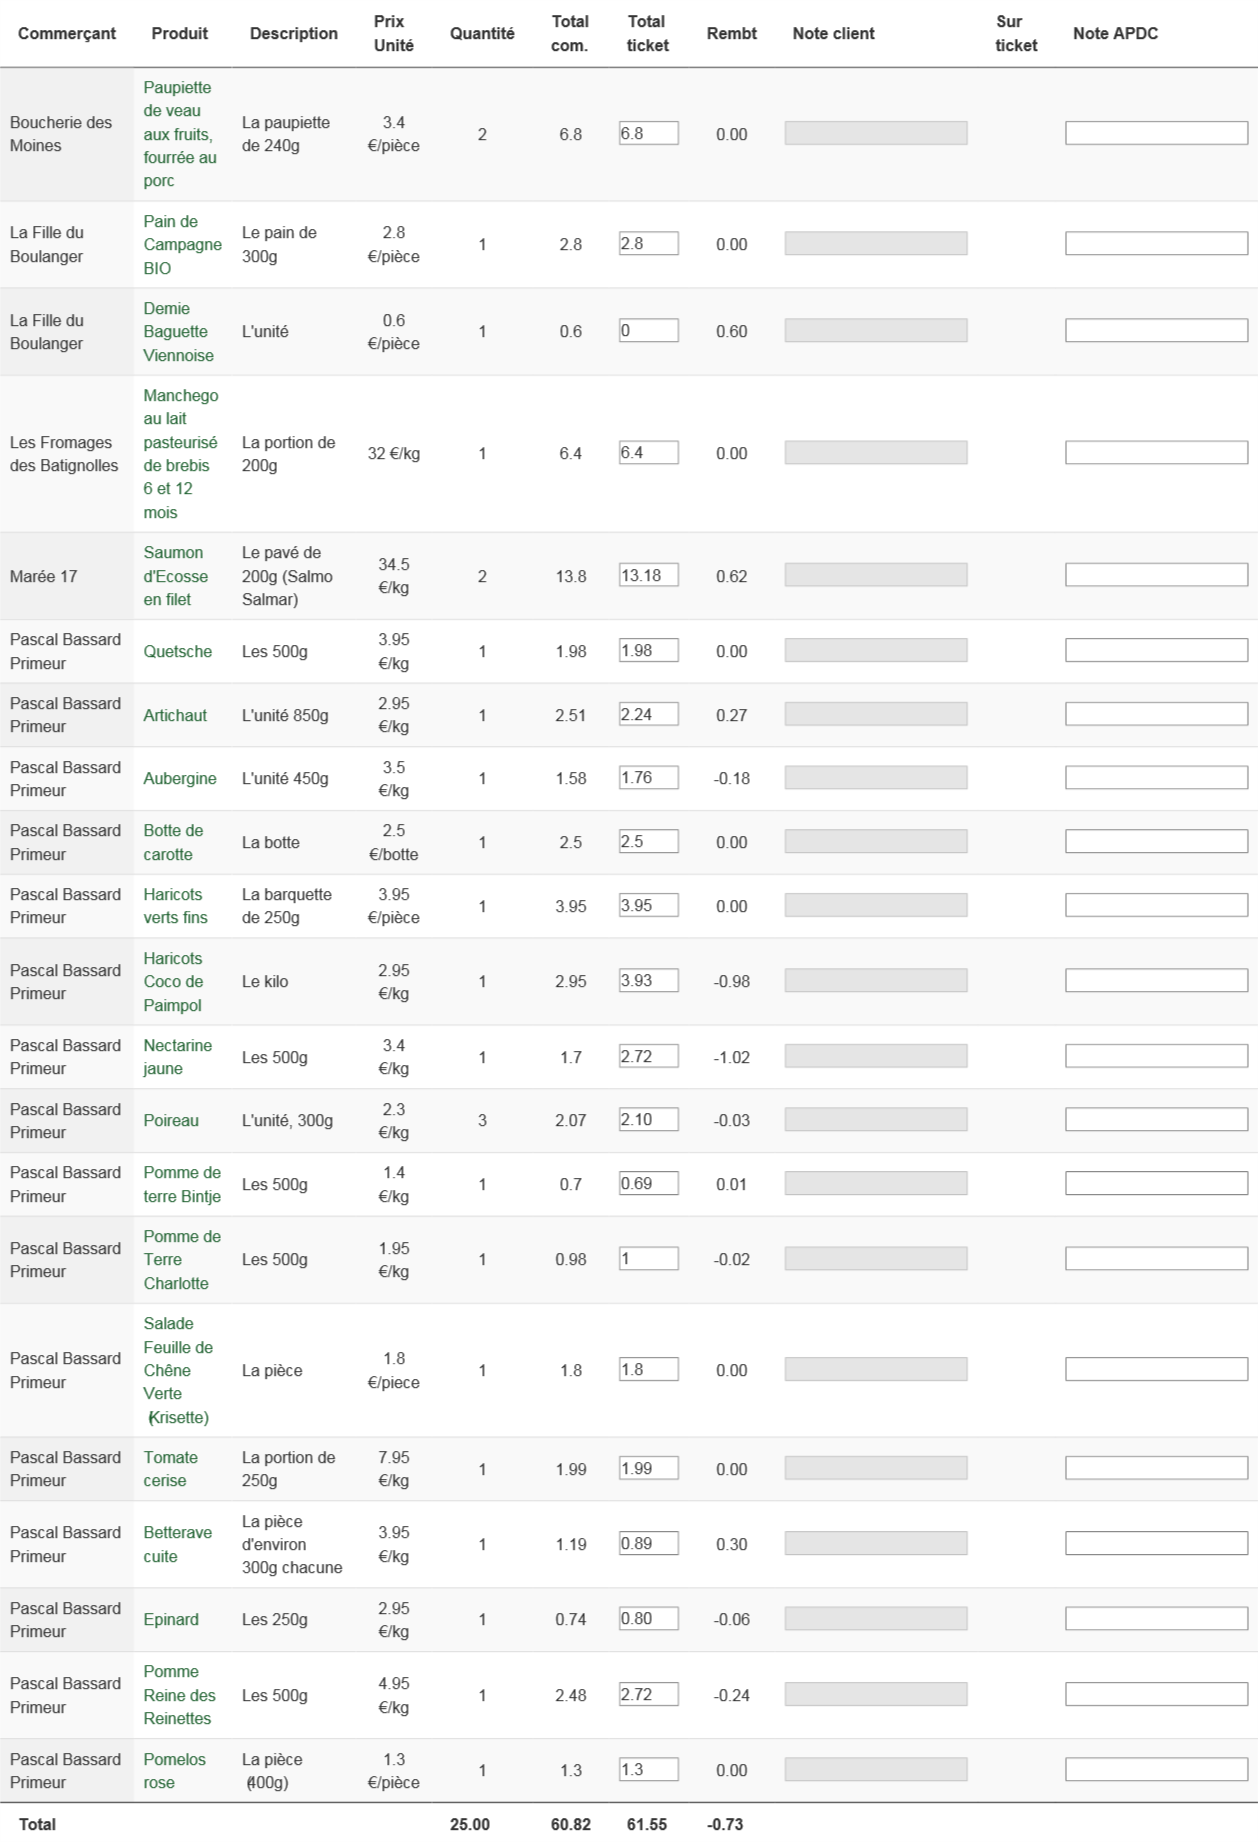 Commerçant Produit Description Prix Unité Quantité Total com. Total ticket Rembt Note client Sur ticket Note APDC
Boucherie des Moines Paupiette de veau aux fruits, fourrée au porc La paupiette de 240g 3.4 €/pièce 2 6.8 6.8 0.00
La Fille du Boulanger Pain de Campagne BIO Le pain de 300g 2.8 €/pièce 1 2.8 2.8 0.00
La Fille du Boulanger Demie Baguette Viennoise L'unité 0.6 €/pièce 1 0.6 0 0.60
Les Fromages des Batignolles Manchego au lait pasteurisé de brebis 6 et 12 mois La portion de 200g 32 €/kg 1 6.4 6.4 0.00
Marée 17 Saumon d'Ecosse en filet Le pavé de 200g (Salmo Salmar) 34.5 €/kg 2 13.8 13.18 0.62
Pascal Bassard Primeur Quetsche Les 500g 3.95 €/kg 1 1.98 1.98 0.00
Pascal Bassard Primeur Artichaut L'unité 850g 2.95 €/kg 1 2.51 2.24 0.27
Pascal Bassard Primeur Aubergine L'unité 450g 3.5 €/kg 1 1.58 1.76 -0.18
Pascal Bassard Primeur Botte de carotte La botte 2.5 €/botte 1 2.5 2.5 0.00
Pascal Bassard Primeur Haricots verts fins La barquette de 250g 3.95 €/pièce 1 3.95 3.95 0.00
Pascal Bassard Primeur Haricots Coco de Paimpol Le kilo 2.95 €/kg 1 2.95 3.93 -0.98
Pascal Bassard Primeur Nectarine jaune Les 500g 3.4 €/kg 1 1.7 2.72 -1.02
Pascal Bassard Primeur Poireau L'unité, 300g 2.3 €/kg 3 2.07 2.10 -0.03
Pascal Bassard Primeur Pomme de terre Bintje Les 500g 1.4 €/kg 1 0.7 0.69 0.01
Pascal Bassard Primeur Pomme de Terre Charlotte Les 500g 1.95 €/kg 1 0.98 1 -0.02
Pascal Bassard Primeur Salade Feuille de Chêne Verte (Krisette) La pièce 1.8 €/piece 1 1.8 1.8 0.00
Pascal Bassard Primeur Tomate cerise La portion de 250g 7.95 €/kg 1 1.99 1.99 0.00
Pascal Bassard Primeur Betterave cuite La pièce d'environ 300g chacune 3.95 €/kg 1 1.19 0.89 0.30
Pascal Bassard Primeur Epinard Les 250g 2.95 €/kg 1 0.74 0.80 -0.06
Pascal Bassard Primeur Pomme Reine des Reinettes Les 500g 4.95 €/kg 1 2.48 2.72 -0.24
Pascal Bassard Primeur Pomelos rose La pièce (400g) 1.3 €/pièce 1 1.3 1.3 0.00
Total 25.00 60.82 61.55 -0.73